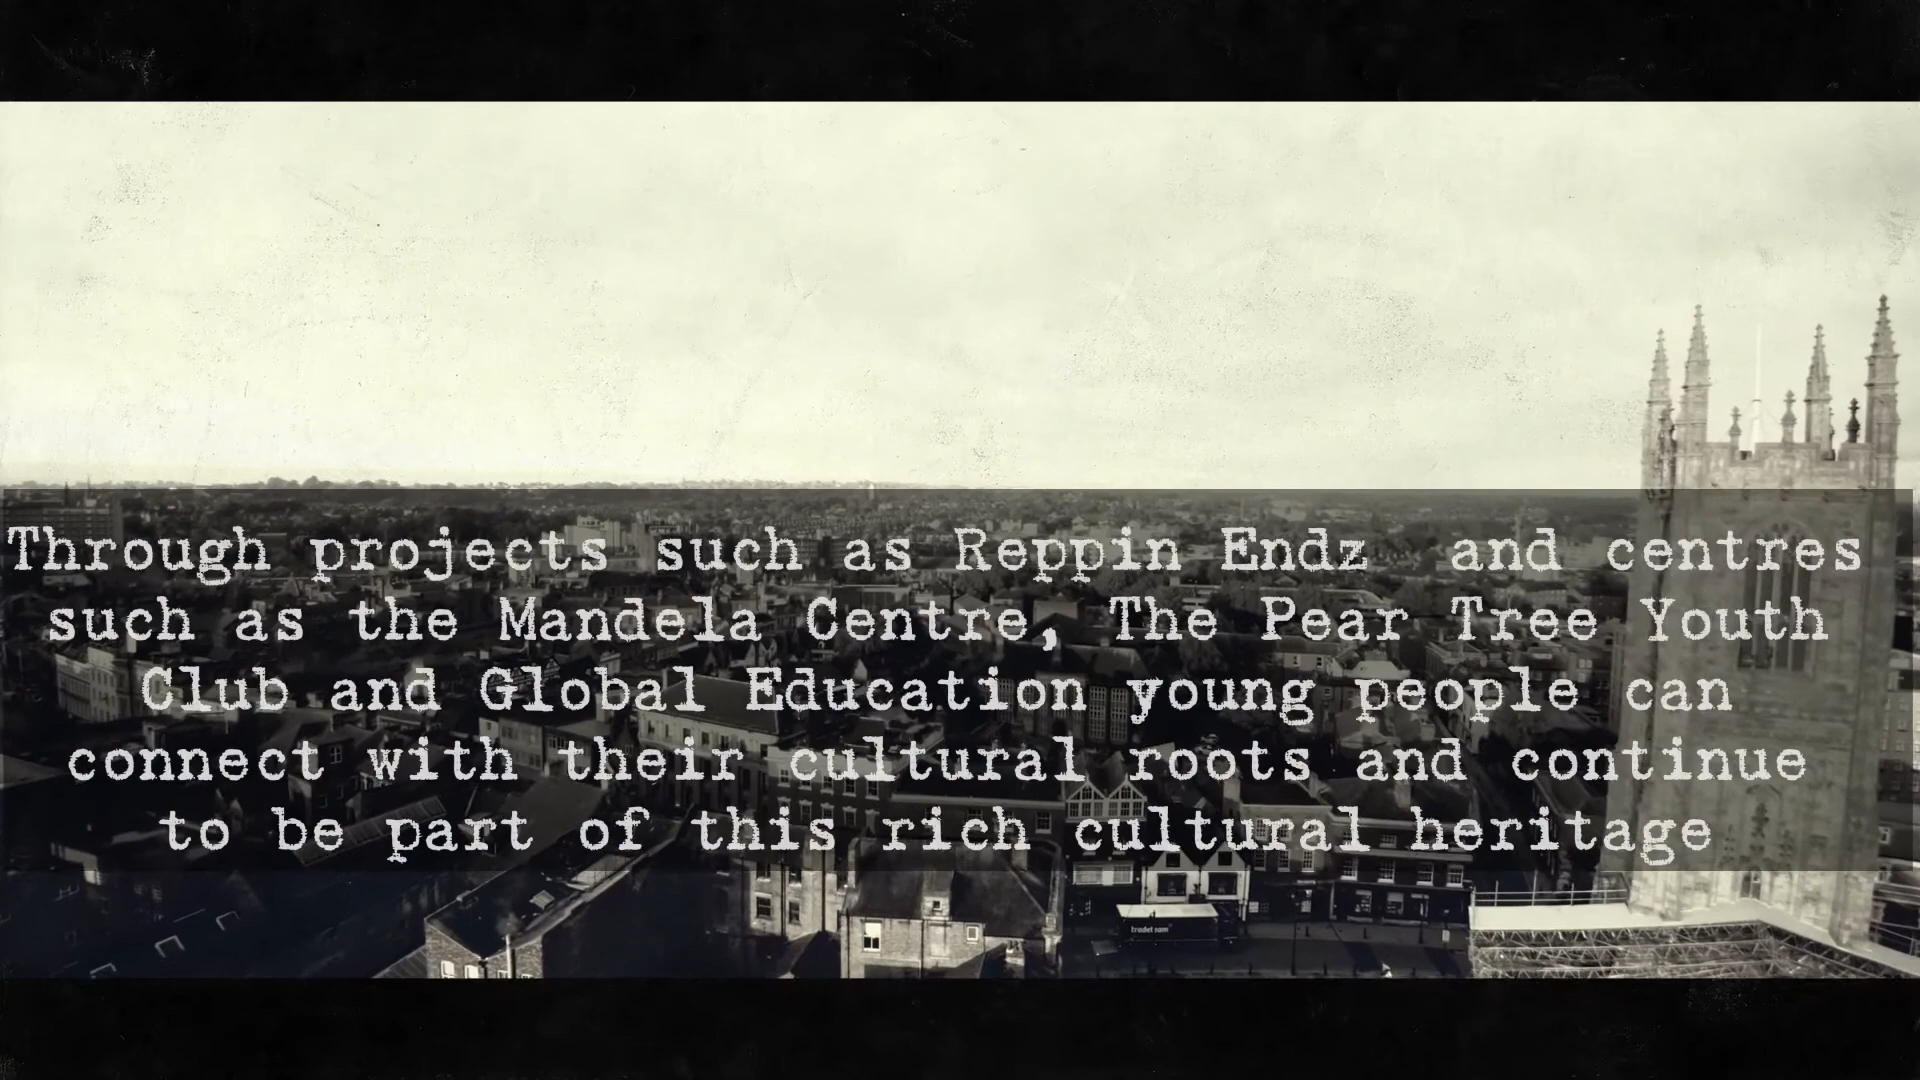 Through projects such as Reppin Endz  and centres
such as the Mandela Centre, The Pear Tree Youth
Club and Global Education young people can
connect with their cultural roots and continue
to be part of this rich cultural heritage